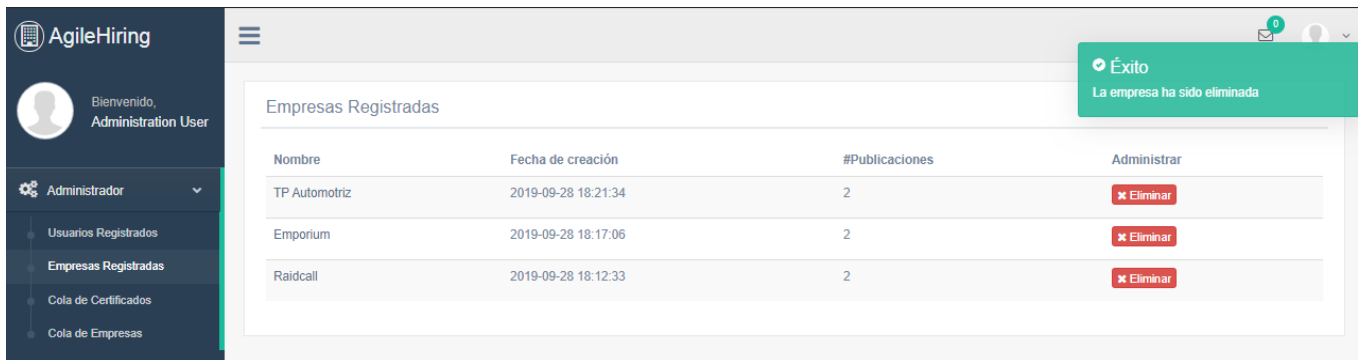 AgileHiring
Bienvenido,
Administration User
Administrador
Usuarios Registrados
Empresas Registradas
Cola de Certificados
Cola de Empresas
0
Éxito
La empresa ha sido eliminada
Empresas Registradas
Nombre Fecha de creación #Publicaciones Administrar
TP Automotriz 2019-09-28 18:21:34 2 Eliminar
Emporium 2019-09-28 18:17:06 2 Eliminar
Raidcall 2019-09-28 18:12:33 2 Eliminar